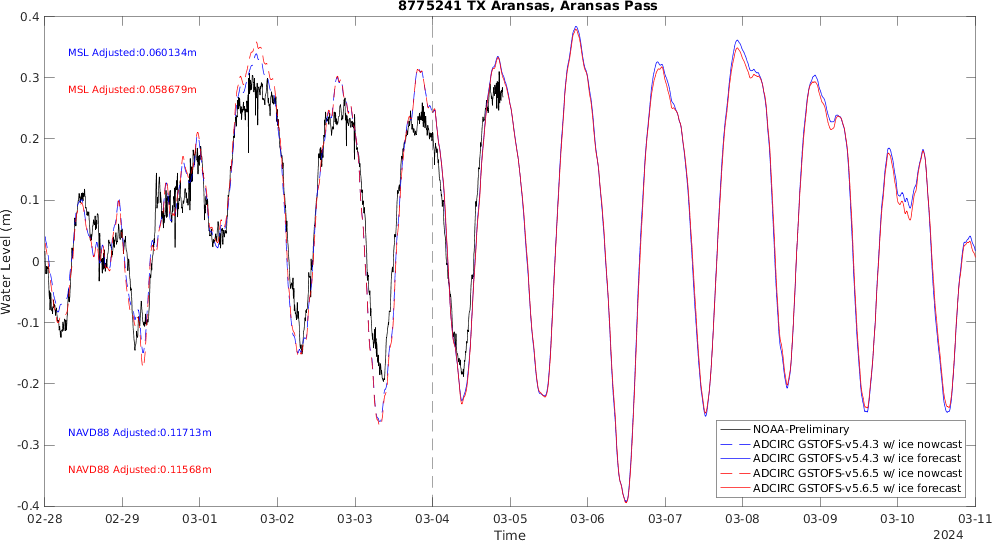 8775241 TX Aransas, Aransas Pass
0.4
0.3
0.2
0.1
0
-0.1
-0.2
-0.3
-0.4
Water Level (m)
MSL Adjusted:0.060134m
MSL Adjusted:0.058679m
NAVD88 Adjusted:0.11713m
NAVD88 Adjusted:0.11568m
NOAA-Preliminary
ADCIRC GSTOFS-v5.4.3 w/ ice nowcast
ADCIRC GSTOFS-v5.4.3 w/ ice forecast
ADCIRC GSTOFS-v5.6.5 w/ ice nowcast
ADCIRC GSTOFS-v5.6.5 w/ ice forecast
02-28 02-29 03-01 03-02 03-03 03-04 03-05 03-06 03-07 03-08 03-09 03-10 03-11
Time
2024